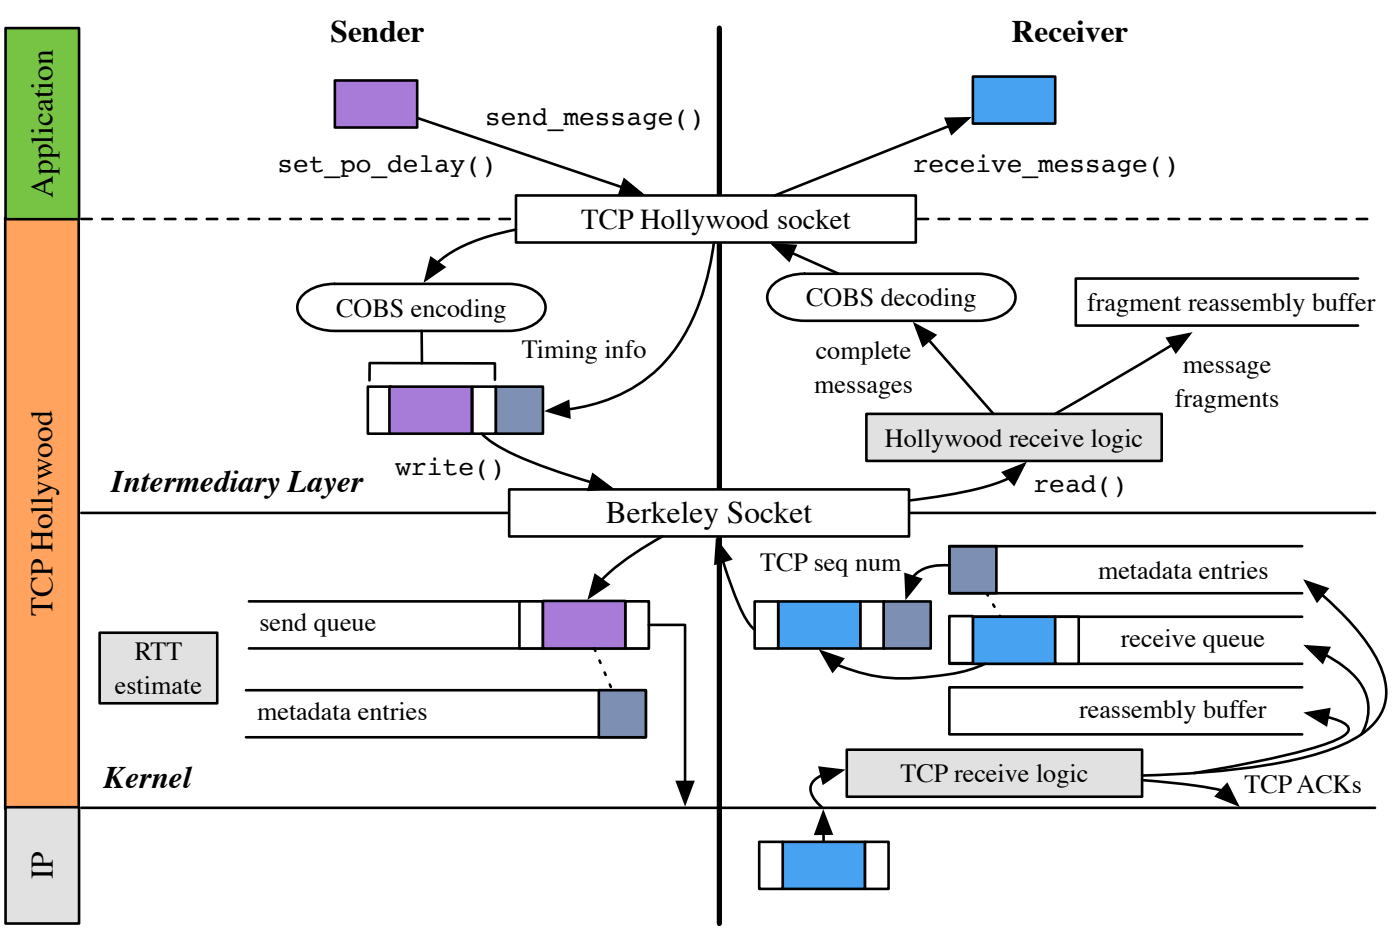 Sender
Receiver
Application
send_message()
set_po_delay()
receive_message()
TCP Hollywood socket
TCP Hollywood
COBS encoding
COBS decoding
fragment reassembly buffer
Timing info
complete
messages
message
fragments
Hollywood receive logic
write()
read()
Intermediary Layer
Berkeley Socket
TCP seq num
metadata entries
send queue
receive queue
RTT
estimate
metadata entries
reassembly buffer
Kernel
TCP receive logic
TCP ACKs
IP